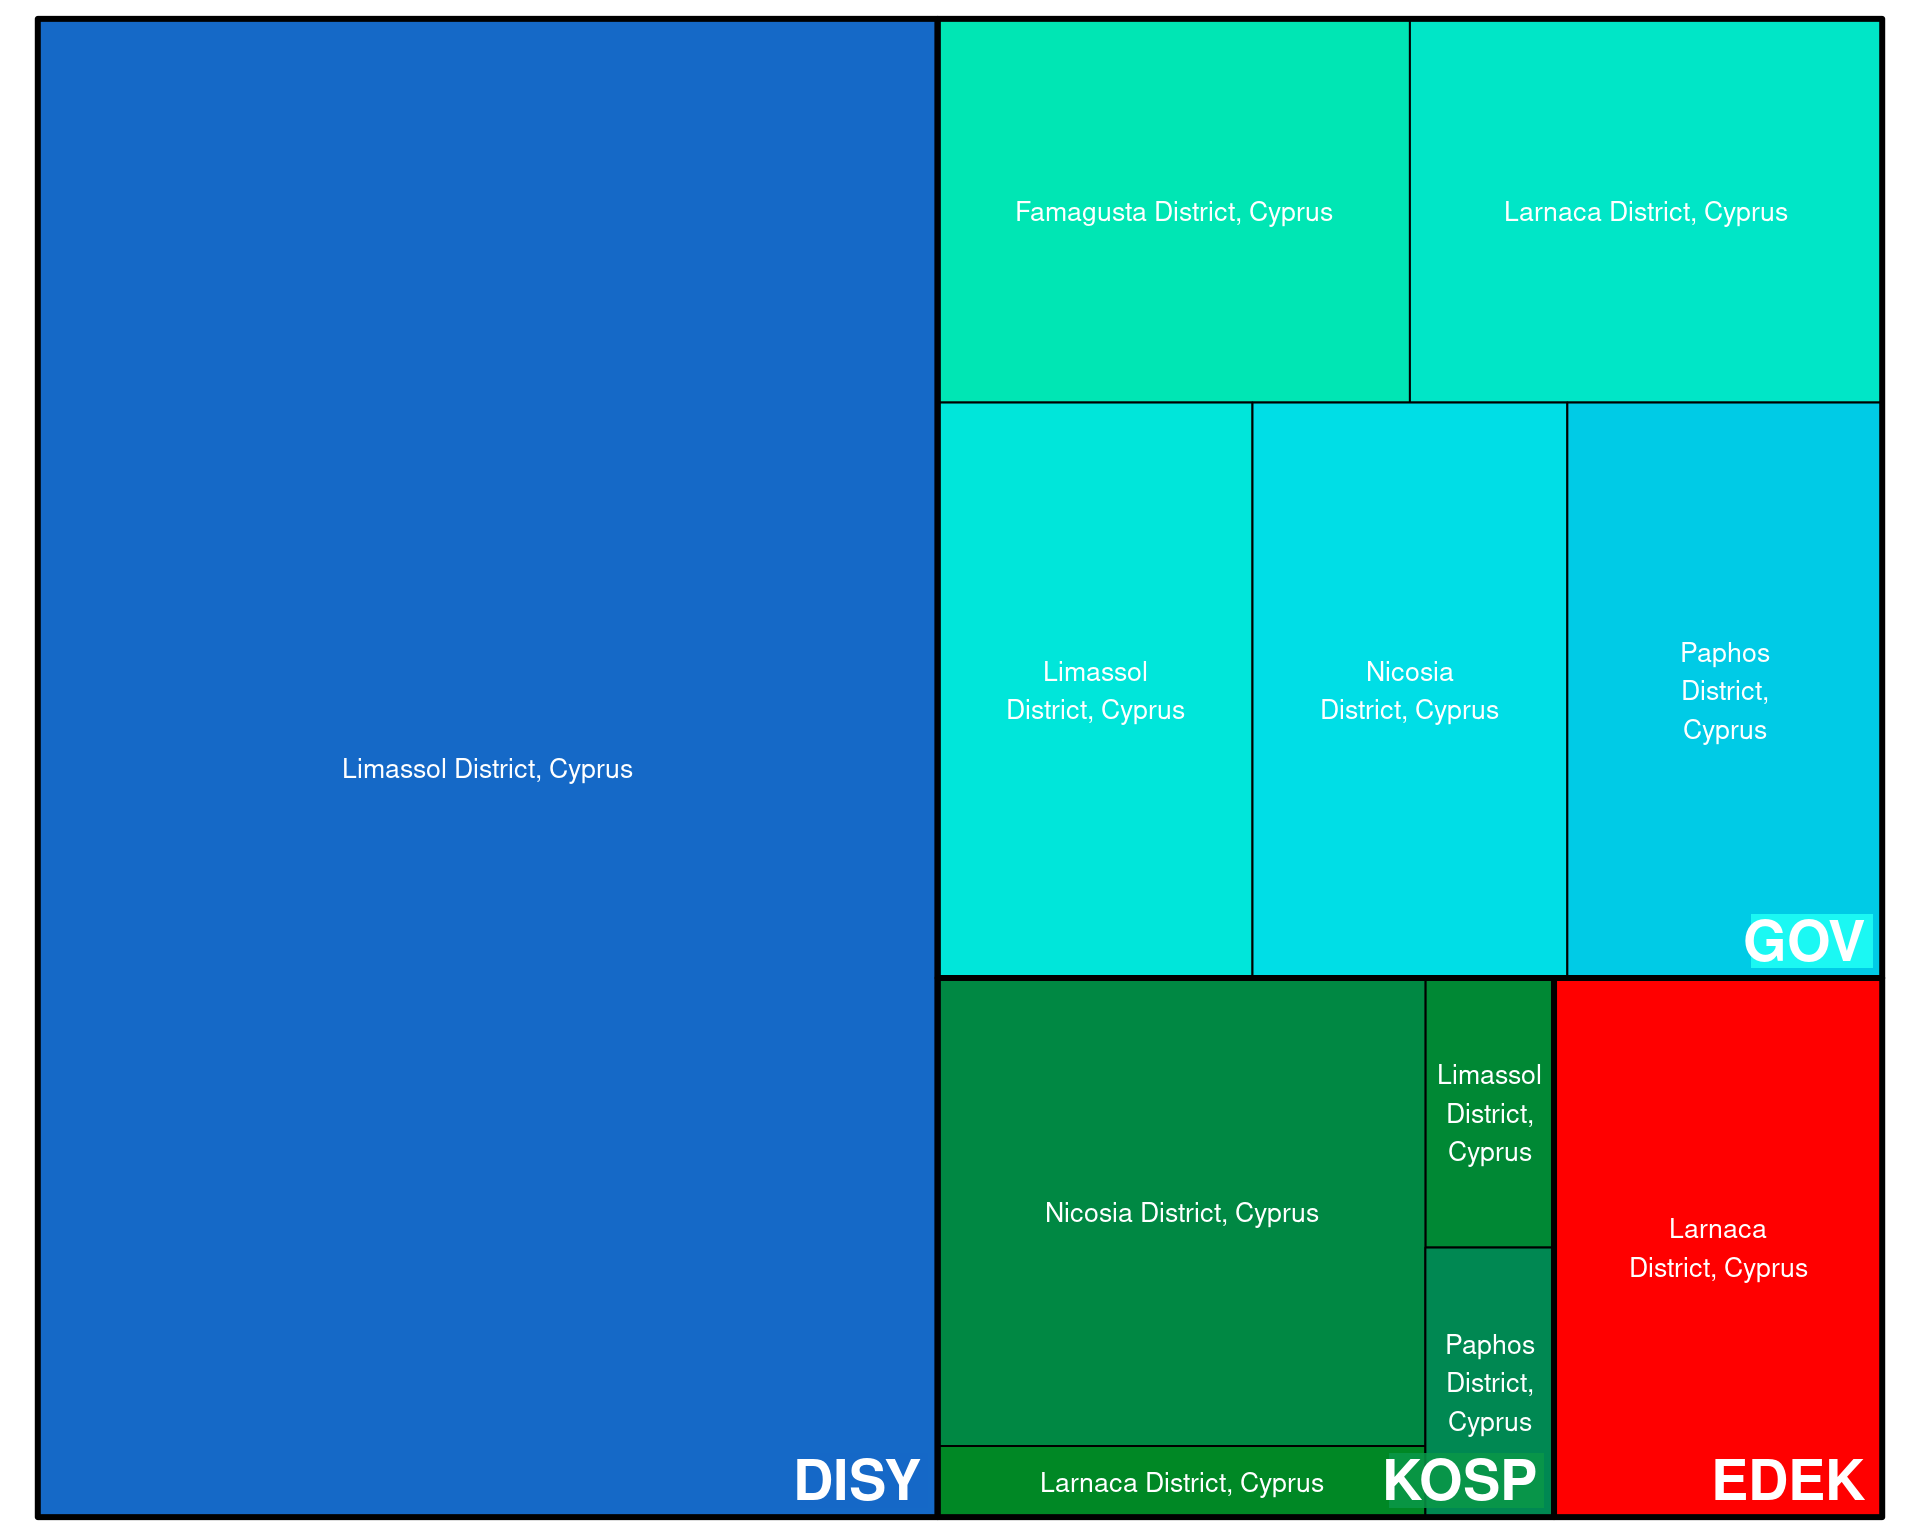 Limassol District, Cyprus
DISY
Famagusta District, Cyprus
Larnaca District, Cyprus
Limassol
District, Cyprus
Nicosia
District, Cyprus
Paphos
District,
Cyprus
GOV
Nicosia District, Cyprus
Limassol
District,
Cyprus
Paphos
District,
Cyprus
Larnaca District, Cyprus
KOSP
Larnaca
District, Cyprus
EDEK